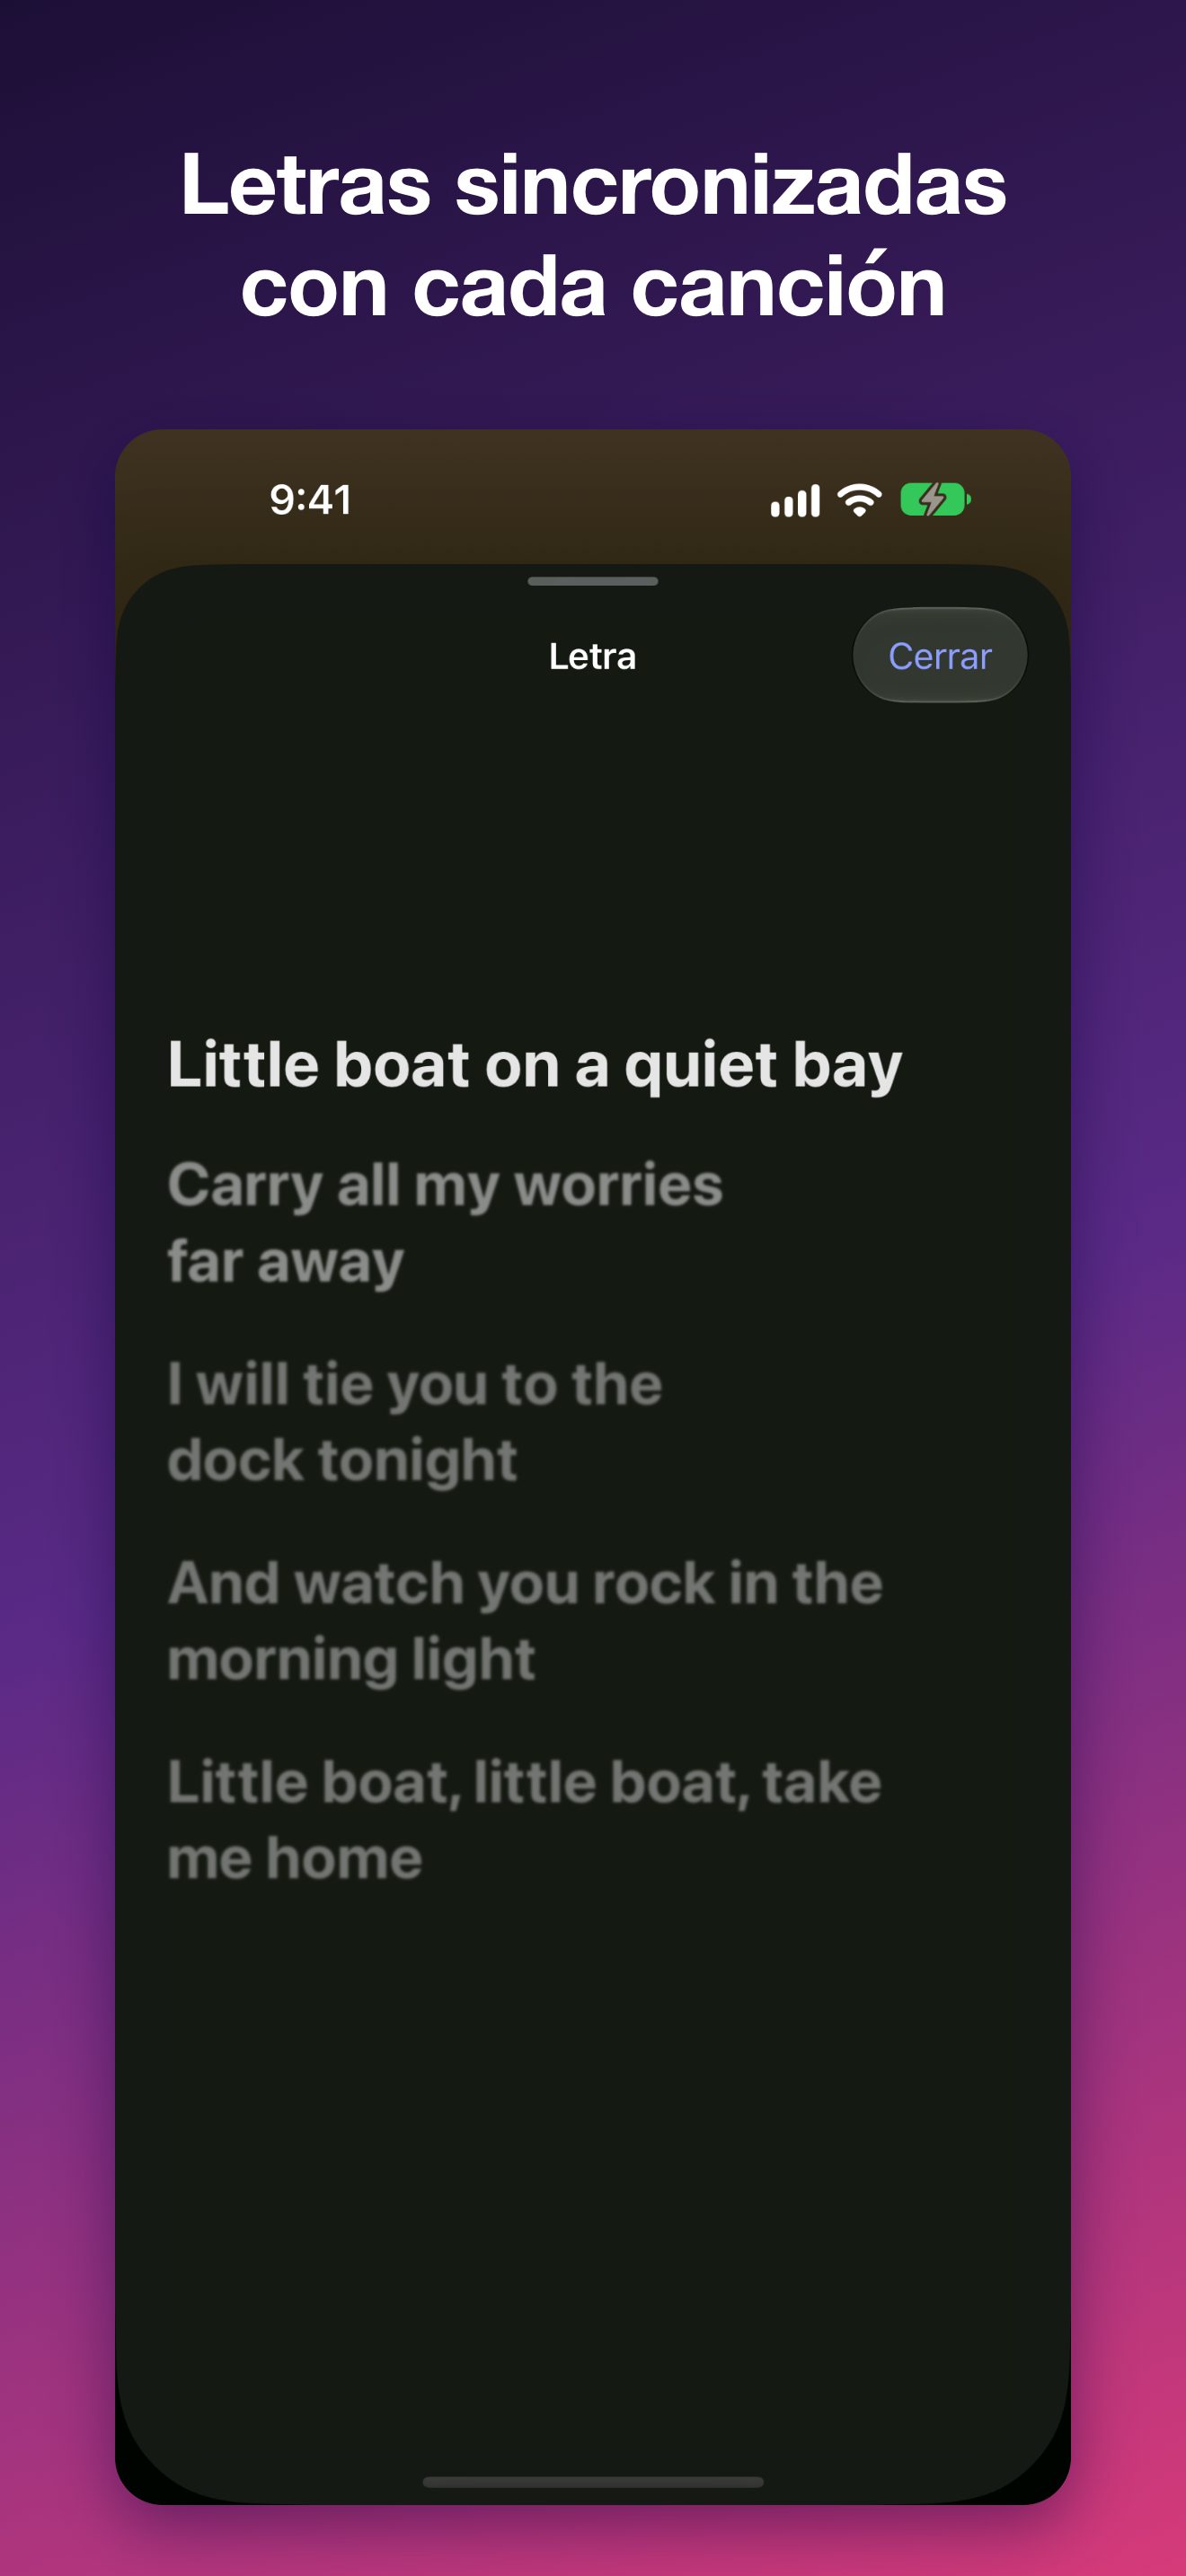 Letras sincronizadas
con cada canción
9:41
Letra
Cerrar
Little boat on a quiet bay
Carry all my worries
far away
I will tie you to the
dock tonight
And watch you rock in the
morning light
Little boat, little boat, take
me home